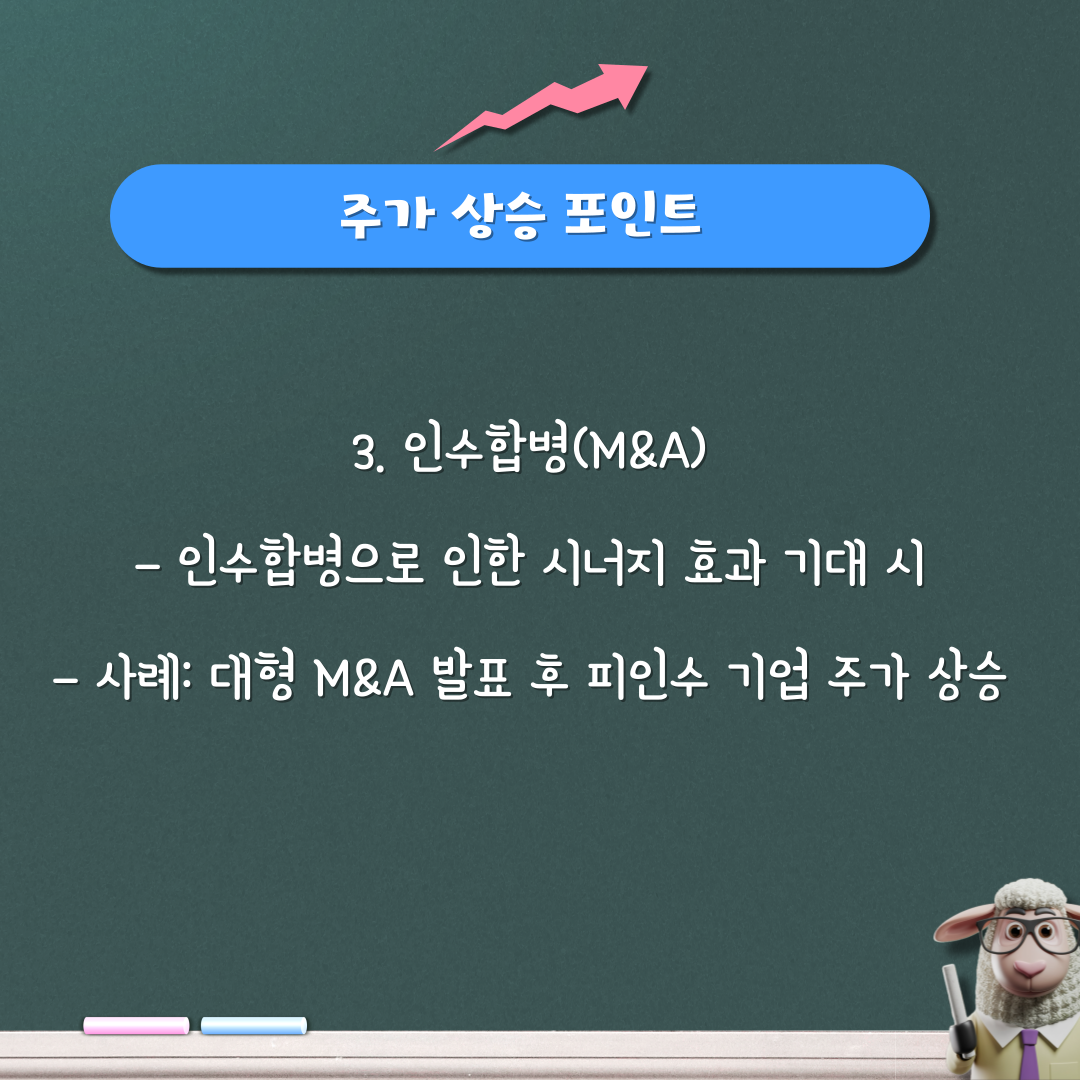 주가 상승 포인트
3. 인수합병(M&A)
- 인수합병으로 인한 시너지 효과 기대 시
- 사례: 대형 M&A 발표 후 피인수 기업 주가 상승